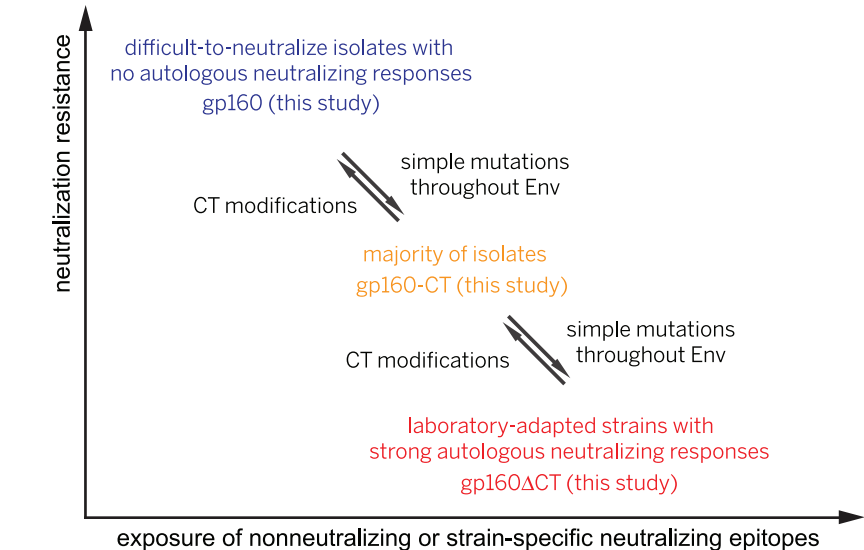 neutralization resistance
difficult-to-neutralize isolates with
no autologous neutralizing responses
gp160 (this study)
simple mutations
throughout Env
CT modifications
majority of isolates
gp160-CT (this study)
simple mutations
throughout Env
CT modifications
laboratory-adapted strains with
strong autologous neutralizing responses
gp160ΔCT (this study)
exposure of nonneutralizing or strain-specific neutralizing epitopes